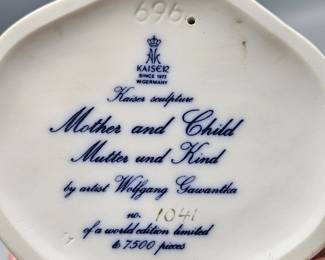 696
KAISER
SINCE 1872
W. GERMANY
Kaiser sculpture
Mother and Child
Mutter und Kind
by artist Wolfgang Gawantka
no. 1041
of a world edition limited
to 7500 pieces